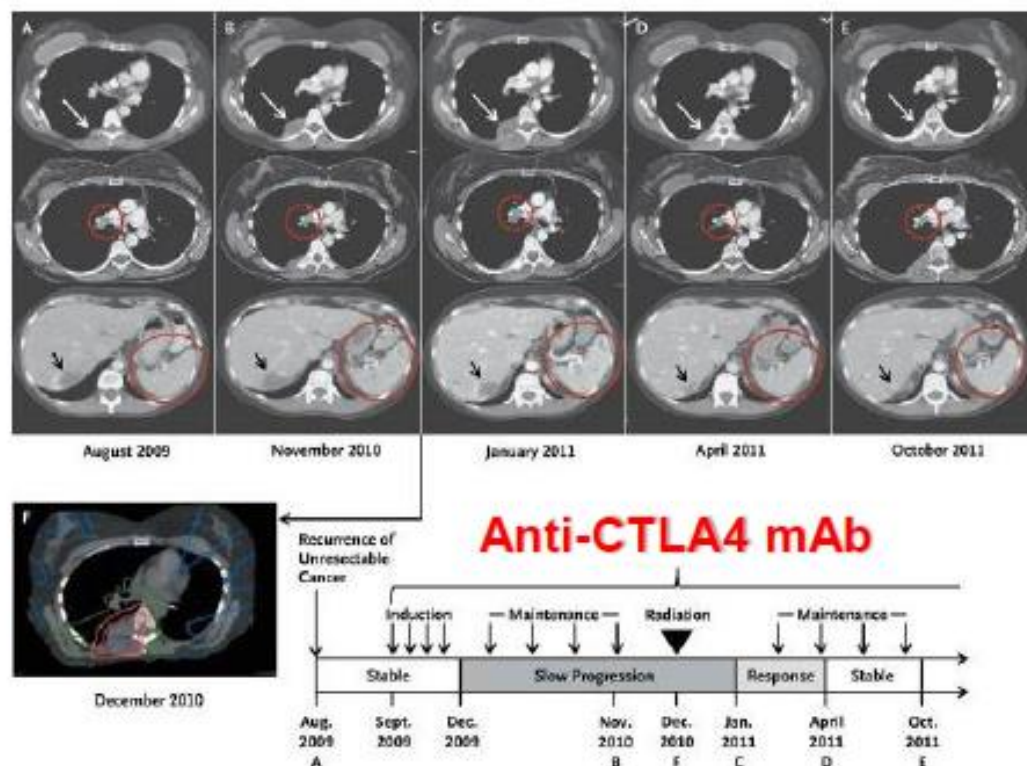 A B C D E
August 2009 November 2010 January 2011 April 2011 October 2011
F
December 2010
Anti-CTLA4 mAb
Recurrence of
Unresectable
Cancer
Induction Maintenance Radiation Maintenance
Stable Slow Progression Response Stable
Aug. Sept. Dec. Nov. Dec. Jan. April Oct.
2009 2009 2009 2010 2010 2011 2011 2011
A B F C D E